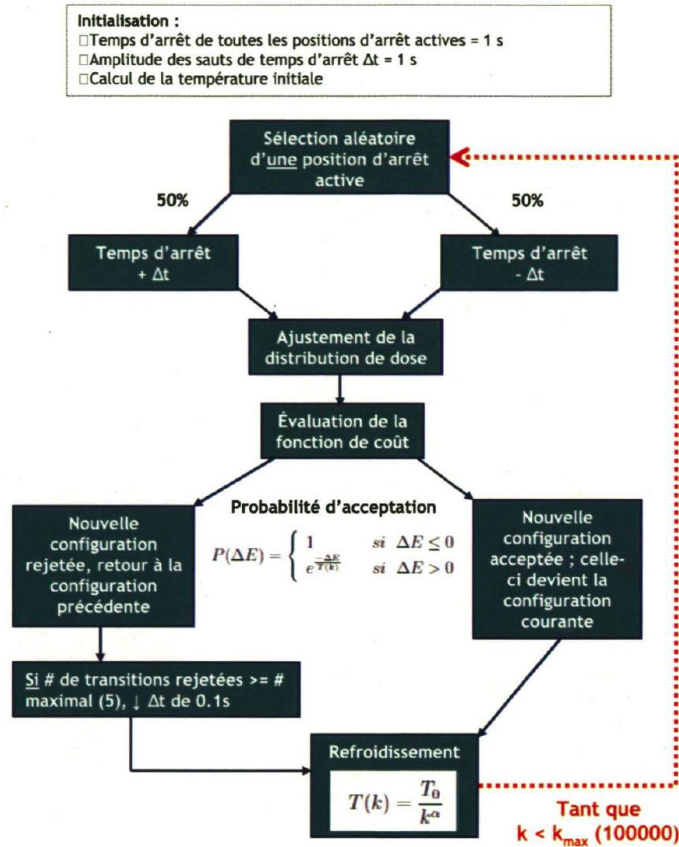 Initialisation :
□Temps d'arrêt de toutes les positions d'arrêt actives = 1 s
□Amplitude des sauts de temps d'arrêt Δt = 1 s
□Calcul de la température initiale
Sélection aléatoire
d'une position d'arrêt
active
50%
50%
Temps d'arrêt
+ Δt
Temps d'arrêt
- Δt
Ajustement de la
distribution de dose
Évaluation de la
fonction de coût
Probabilité d'acceptation
P(ΔE) = { 1 si ΔE ≤ 0
e^(-ΔE/T(k)) si ΔE > 0
Nouvelle
configuration
rejetée, retour à la
configuration
précédente
Nouvelle
configuration
acceptée ; celle-
ci devient la
configuration
courante
Si # de transitions rejetées >= #
maximal (5), ↓ Δt de 0.1s
Refroidissement
T(k) = T₀/k^α
Tant que
k < kmax (100000)